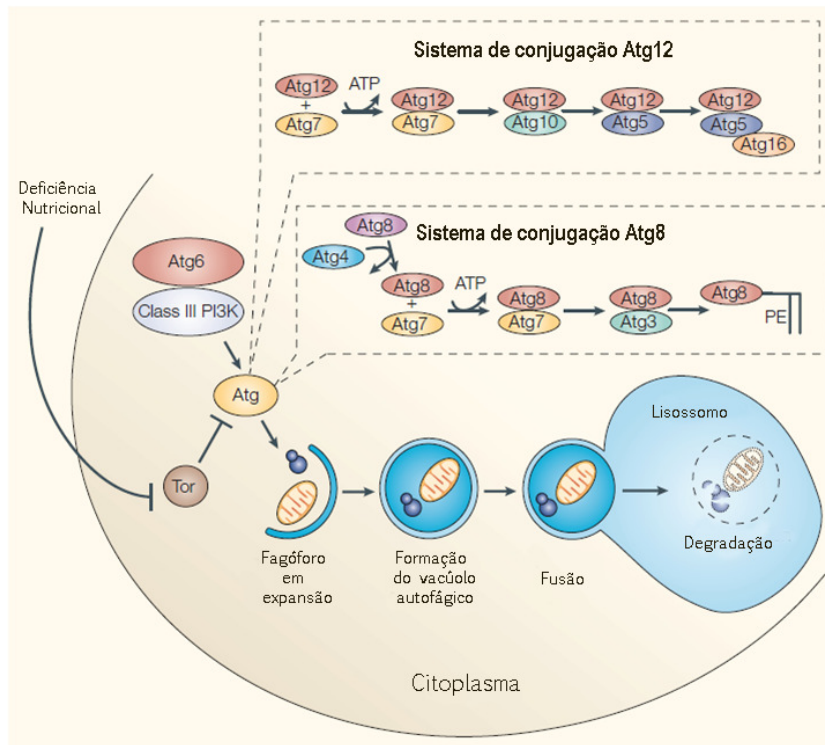 Sistema de conjugação Atg12
Atg12
+
Atg7
ATP
Atg12
Atg7
Atg12
Atg10
Atg12
Atg5
Atg12
Atg5
Atg16
Deficiência
Nutricional
Sistema de conjugação Atg8
Atg8
Atg4
Atg8
+
Atg7
ATP
Atg8
Atg7
Atg8
Atg3
Atg8
PE
Atg6
Class III PI3K
Atg
Tor
Lisossomo
Degradação
Fagóforo
em
expansão
Formação
do vacúolo
autofágico
Fusão
Citoplasma